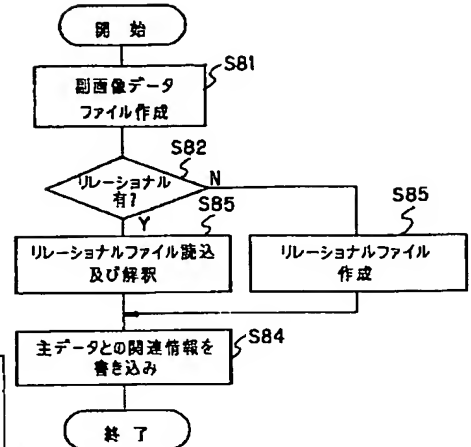 開 始
S81
副画像データ
ファイル作成
S82
リレーショナル
有?
N
Y
S85
リレーショナルファイル読込
及び解釈
S85
リレーショナルファイル
作成
S84
主データとの関連情報を
書き込み
終 了